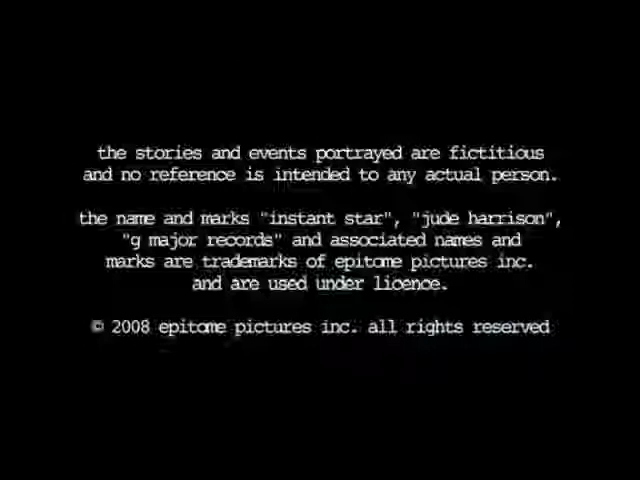 the stories and events portrayed are fictitious
and no reference is intended to any actual person.
the name and marks "instant star", "jude harrison",
"g major records" and associated names and
marks are trademarks of epitome pictures inc.
and are used under licence.
© 2008 epitome pictures inc. all rights reserved